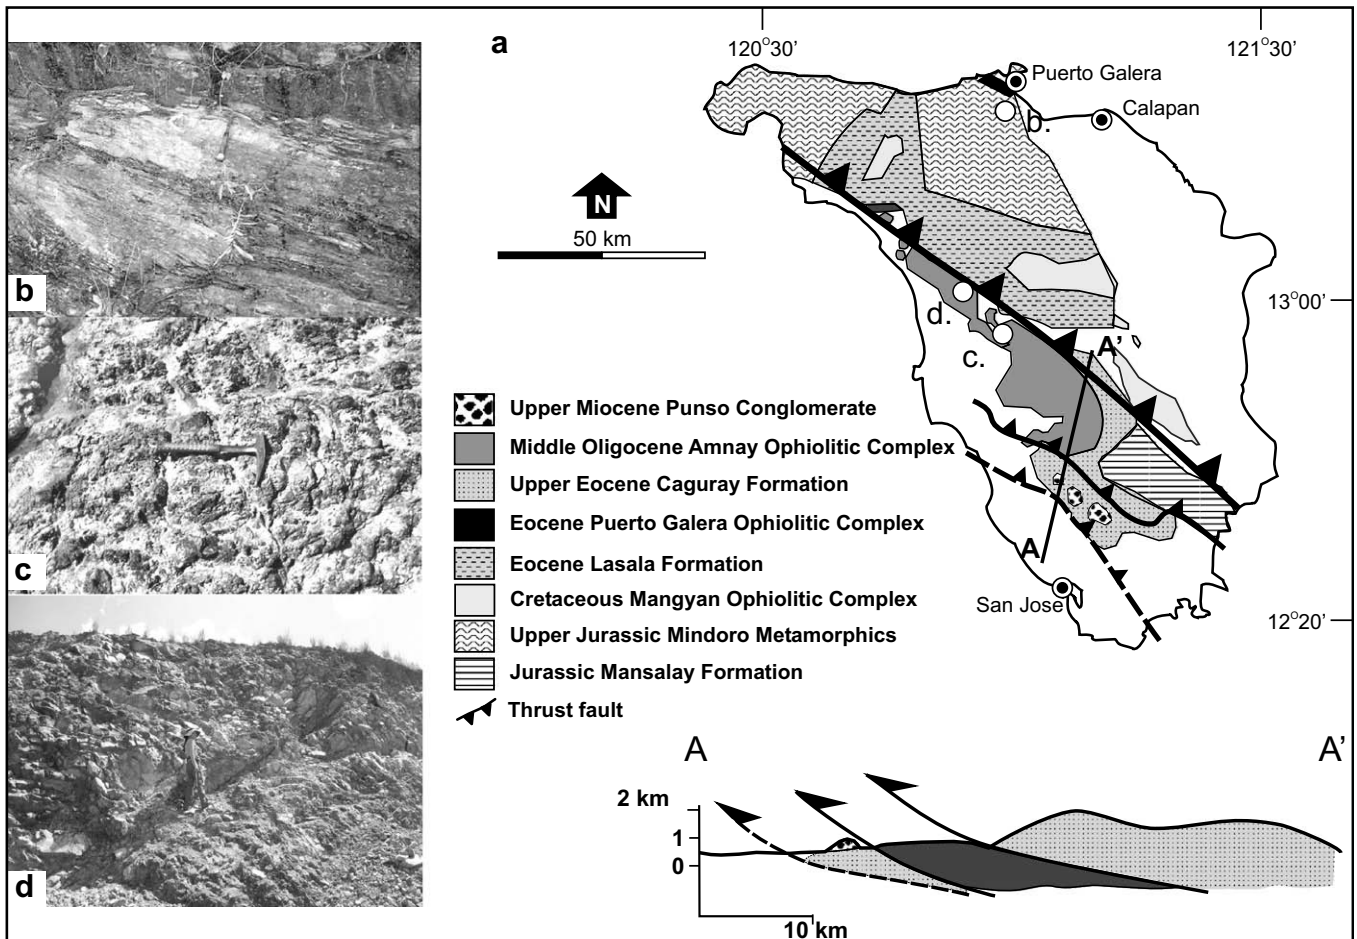 a
120°30'
121°30'
Puerto Galera
b.
Calapan
N
50 km
13°00'
d.
c.
A'
A
San Jose
12°20'
Upper Miocene Punso Conglomerate
Middle Oligocene Amnay Ophiolitic Complex
Upper Eocene Caguray Formation
Eocene Puerto Galera Ophiolitic Complex
Eocene Lasala Formation
Cretaceous Mangyan Ophiolitic Complex
Upper Jurassic Mindoro Metamorphics
Jurassic Mansalay Formation
Thrust fault
b
c
d
A
A'
2 km
1
0
10 km